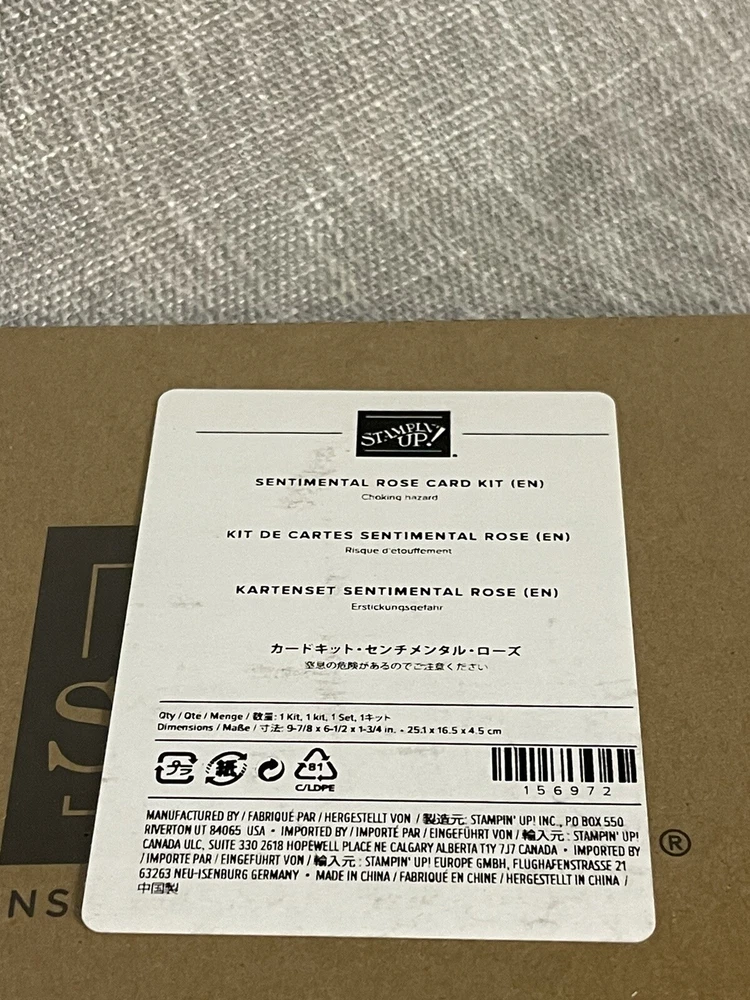 STAMPIN' UP!
SENTIMENTAL ROSE CARD KIT (EN)
Choking hazard
KIT DE CARTES SENTIMENTAL ROSE (EN)
Risque d'étouffement
KARTENSET SENTIMENTAL ROSE (EN)
Erstickungsgefahr
カードキット・センチメンタル・ローズ
窒息の危険があるのでご注意ください
Qty / Qté / Menge / 数量: 1 Kit, 1 kit, 1 Set, 1キット
Dimensions / Maße / 寸法: 9-7/8 x 6-1/2 x 1-3/4 in. • 25.1 x 16.5 x 4.5 cm
プラ 紙 81
C/LDPE
156972
MANUFACTURED BY / FABRIQUÉ PAR / HERGESTELLT VON / 製造元: STAMPIN' UP! INC., PO BOX 550
RIVERTON UT 84065 USA • IMPORTED BY / IMPORTÉ PAR / EINGEFÜHRT VON / 輸入元: STAMPIN' UP!
CANADA ULC, SUITE 330 2618 HOPEWELL PLACE NE CALGARY ALBERTA T1Y 7J7 CANADA • IMPORTED BY
/ IMPORTÉ PAR / EINGEFÜHRT VON / 輸入元: STAMPIN' UP! EUROPE GMBH, FLUGHAFENSTRASSE 21
63263 NEU-ISENBURG GERMANY • MADE IN CHINA / FABRIQUÉ EN CHINE / HERGESTELLT IN CHINA /
中国製
S
®
NS